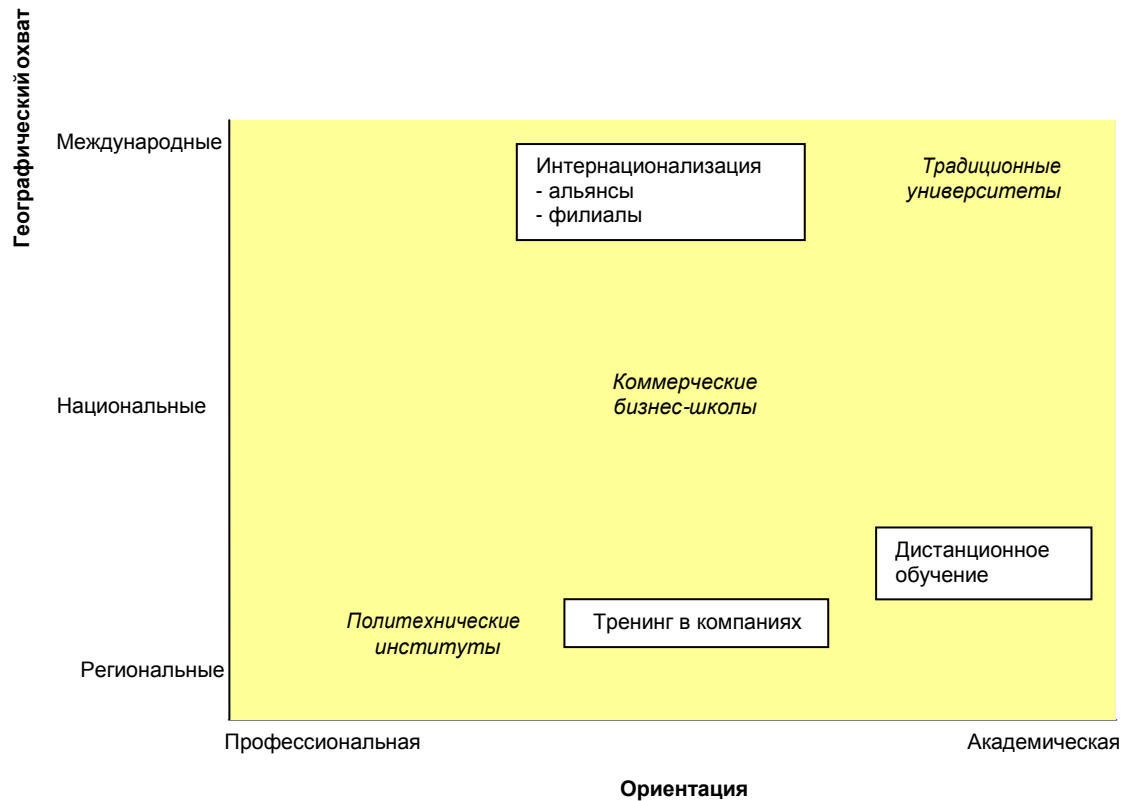 Географический охват
Международные
Интернационализация
- альянсы
- филиалы
Традиционные
университеты
Национальные
Коммерческие
бизнес-школы
Дистанционное
обучение
Политехнические
институты
Тренинг в компаниях
Региональные
Профессиональная
Академическая
Ориентация